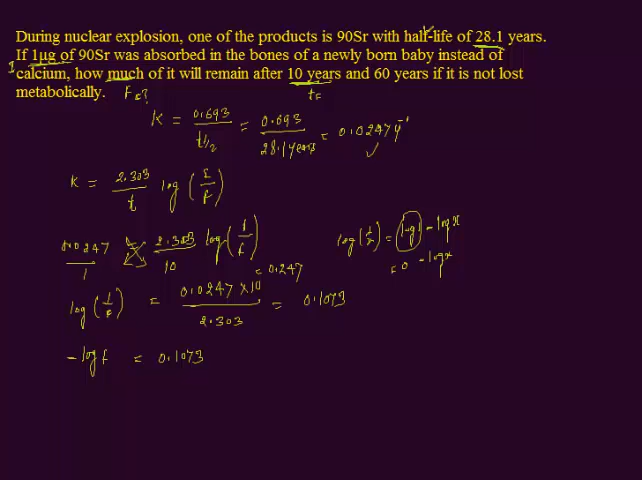 During nuclear explosion, one of the products is 90Sr with half-life of 28.1 years.
If 1µg of 90Sr was absorbed in the bones of a newly born baby instead of
calcium, how much of it will remain after 10 years and 60 years if it is not lost
metabolically. F=?
K = 0.693 / t1/2 = 0.693 / 28.1 years = 0.0247 y⁻¹
K = 2.303 / t log (I/F)
0.0247 / 1 = 2.303 / 10 log (1/f)
log (1/x) = log 1 - log x
= 0 - log x
= 0.247
log (1/f) = 0.0247 × 10 / 2.303 = 0.1073
- log f = 0.1073